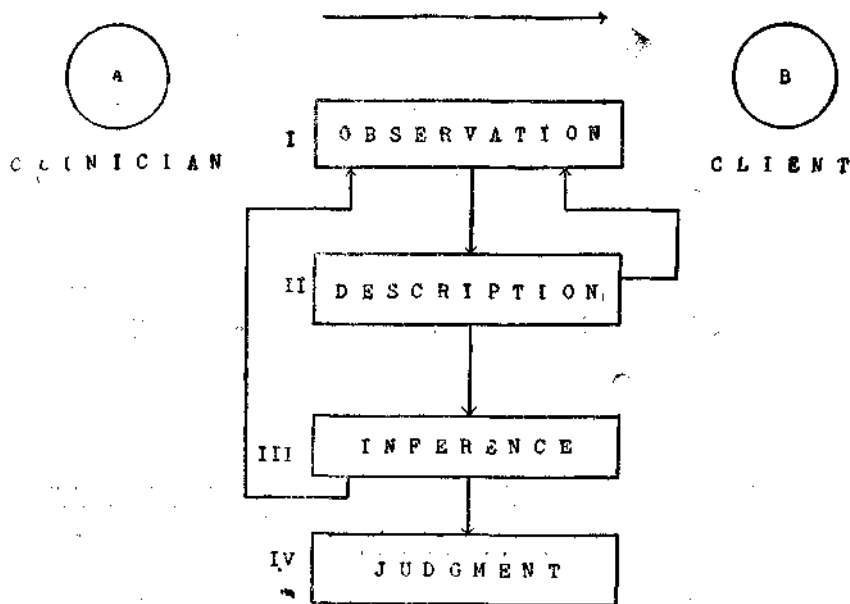 A
B
I OBSERVATION
CLINICIAN
CLIENT
II DESCRIPTION
III INFERENCE
IV JUDGMENT